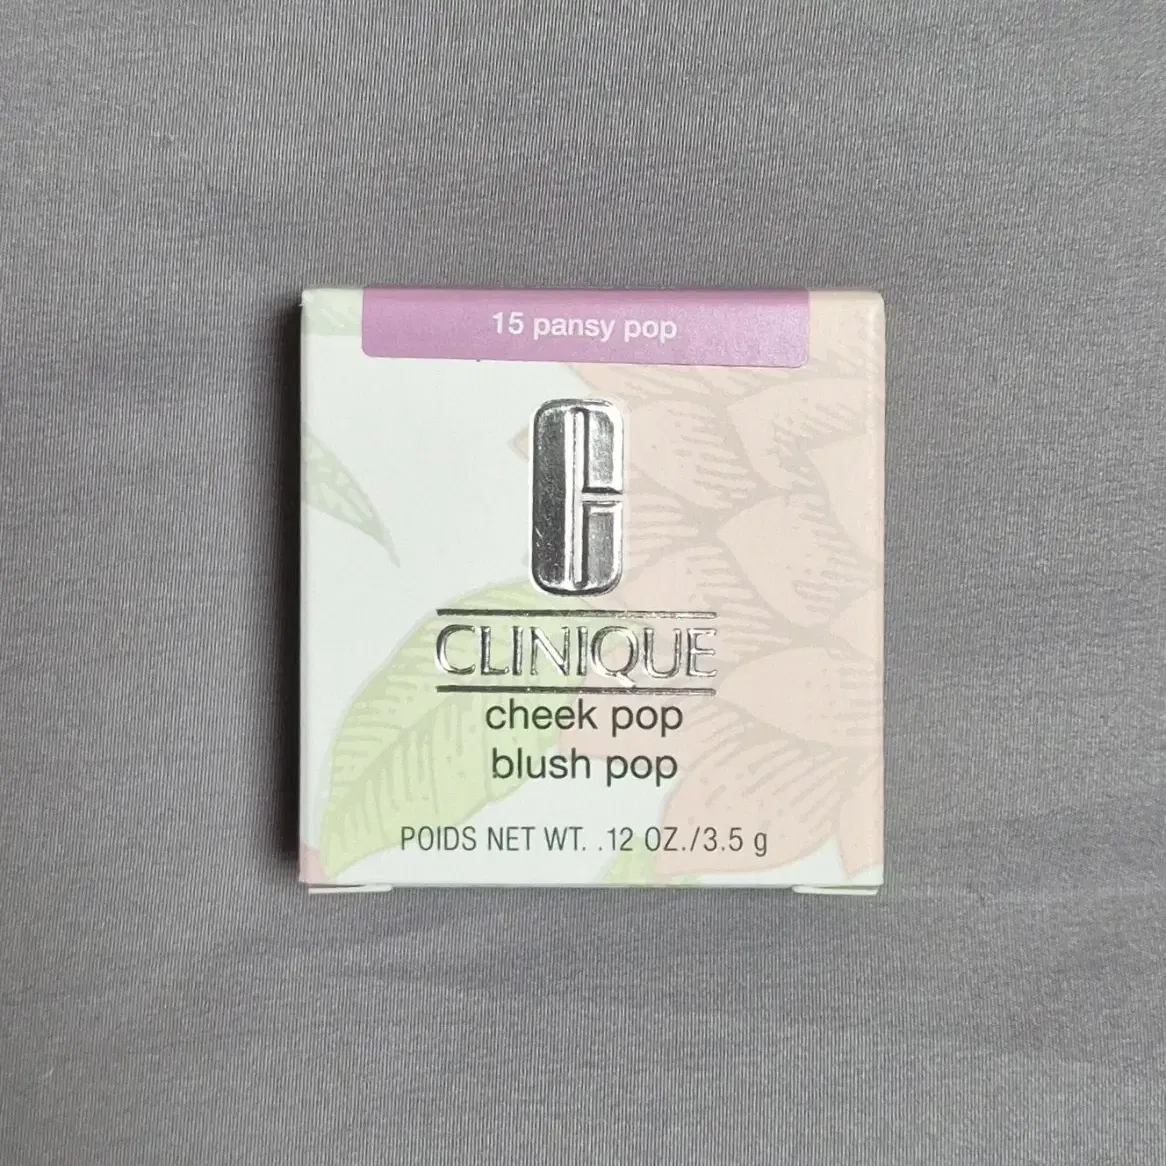 15 pansy pop
CLINIQUE
cheek pop
blush pop
POIDS NET WT. .12 OZ./3.5 g